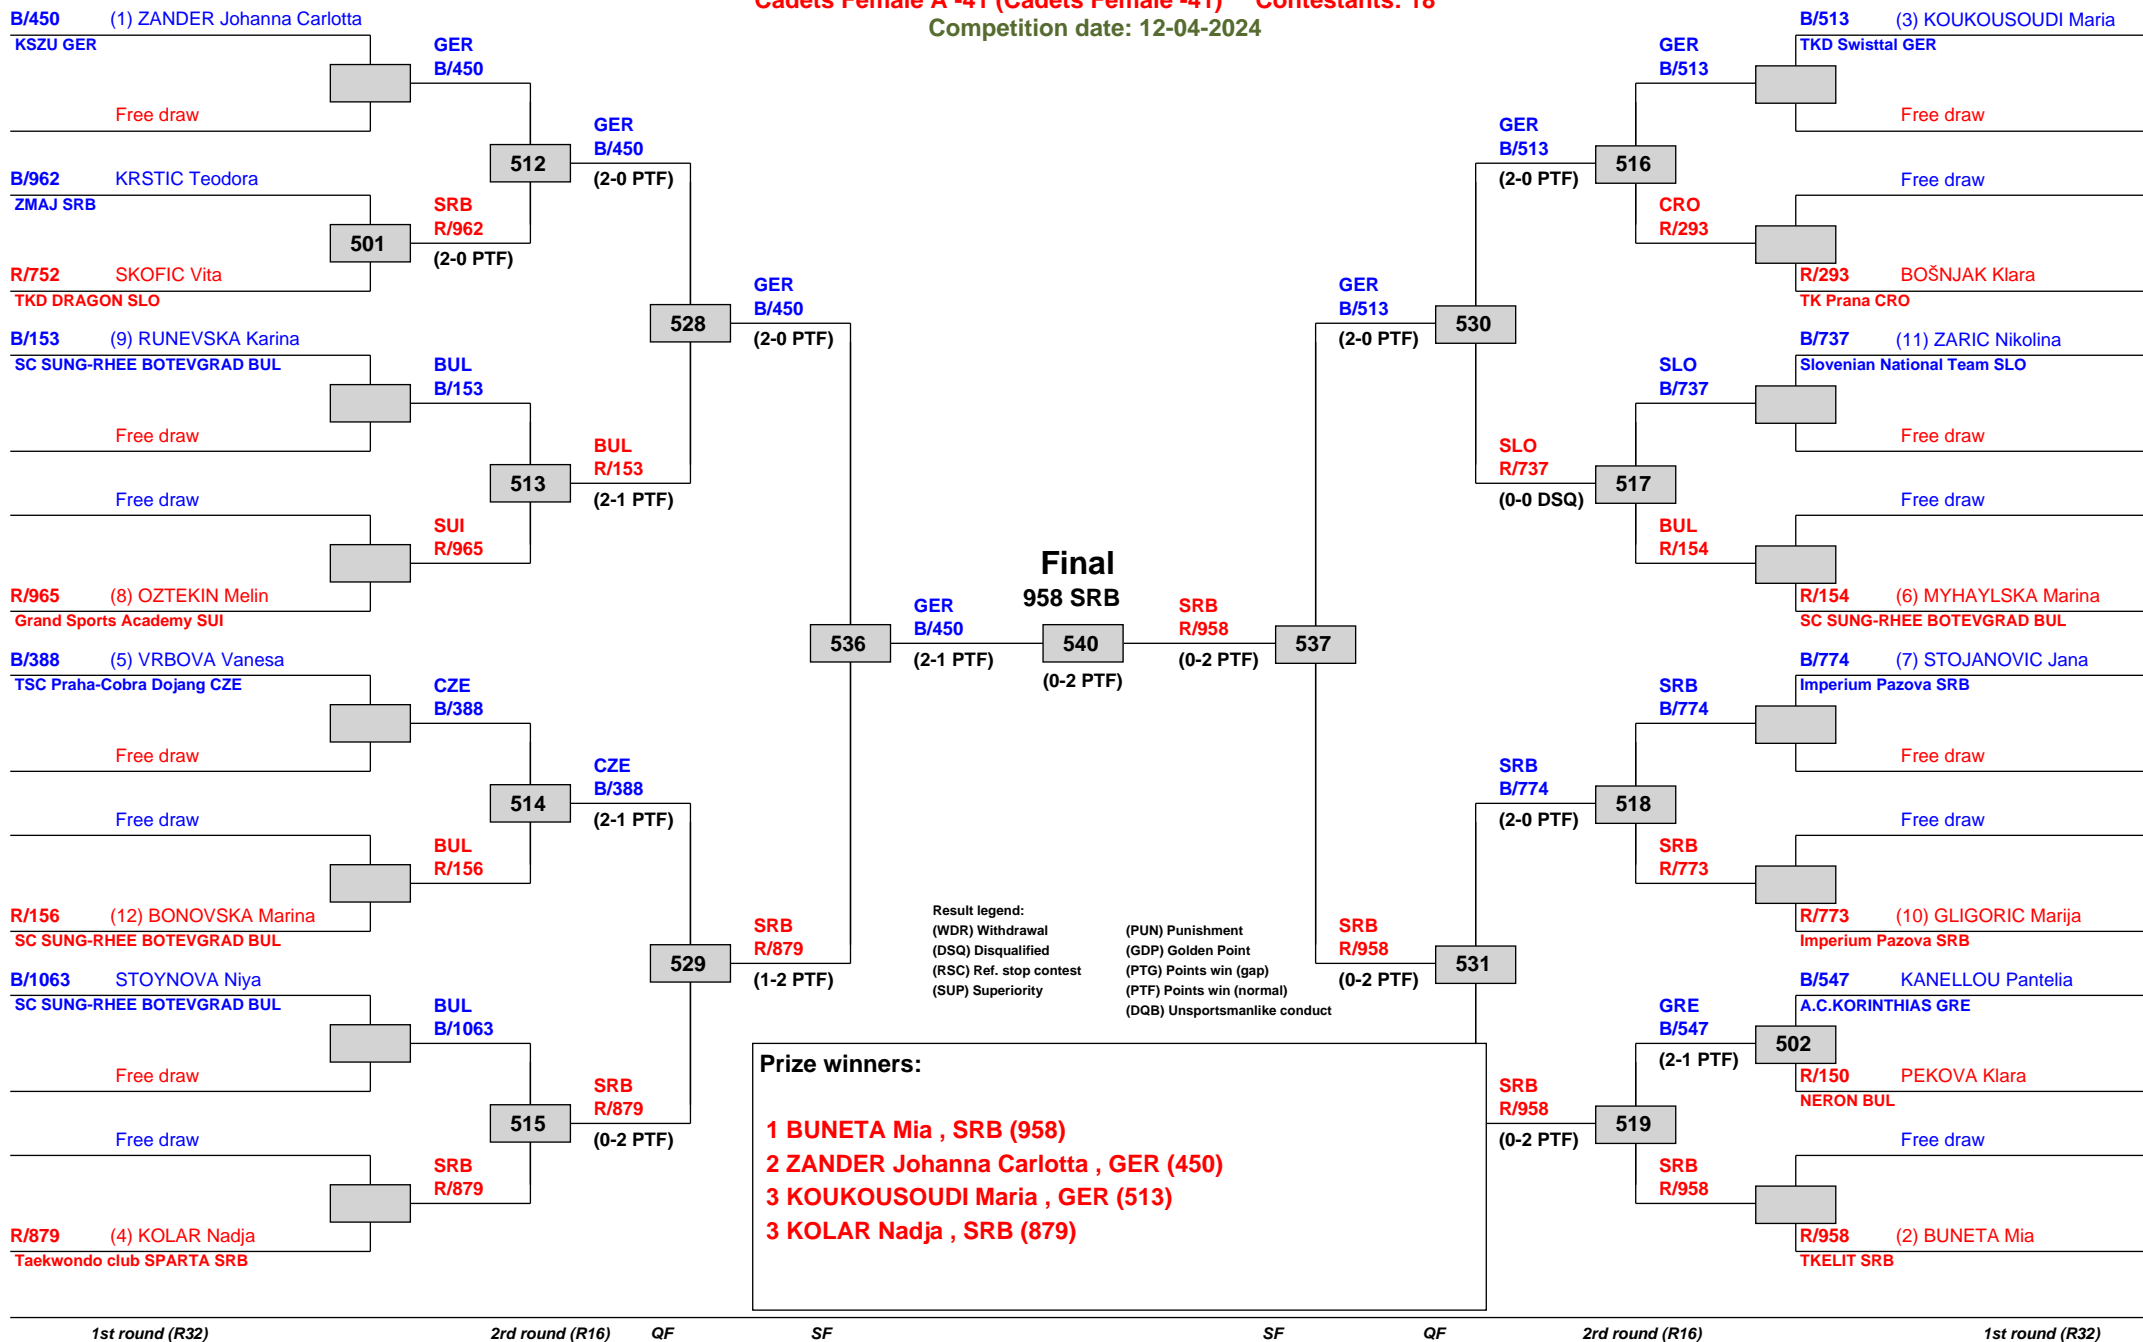 Cadets Female A -41 (Cadets Female -41) Contestants: 18
Competition date: 12-04-2024
B/450 (1) ZANDER Johanna Carlotta
KSZU GER
Free draw
GER
B/450
B/962 KRSTIC Teodora
ZMAJ SRB
501
R/752 SKOFIC Vita
TKD DRAGON SLO
SRB
R/962
(2-0 PTF)
512
GER
B/450
(2-0 PTF)
B/153 (9) RUNEVSKA Karina
SC SUNG-RHEE BOTEVGRAD BUL
Free draw
BUL
B/153
Free draw
R/965 (8) OZTEKIN Melin
Grand Sports Academy SUI
SUI
R/965
513
BUL
R/153
(2-1 PTF)
528
GER
B/450
(2-0 PTF)
B/388 (5) VRBOVA Vanesa
TSC Praha-Cobra Dojang CZE
Free draw
CZE
B/388
Free draw
R/156 (12) BONOVSKA Marina
SC SUNG-RHEE BOTEVGRAD BUL
BUL
R/156
514
CZE
B/388
(2-1 PTF)
B/1063 STOYNOVA Niya
SC SUNG-RHEE BOTEVGRAD BUL
Free draw
BUL
B/1063
Free draw
R/879 (4) KOLAR Nadja
Taekwondo club SPARTA SRB
SRB
R/879
515
SRB
R/879
(0-2 PTF)
529
SRB
R/879
(1-2 PTF)
536
GER
B/450
(2-1 PTF)
Final
958 SRB
540
(0-2 PTF)
SRB
R/958
(0-2 PTF)
537
GER
B/513
(2-0 PTF)
530
GER
B/513
(2-0 PTF)
516
GER
B/513
B/513 (3) KOUKOUSOUDI Maria
TKD Swisttal GER
Free draw
Free draw
CRO
R/293
R/293 BOŠNJAK Klara
TK Prana CRO
SLO
R/737
(0-0 DSQ)
517
SLO
B/737
B/737 (11) ZARIC Nikolina
Slovenian National Team SLO
Free draw
Free draw
BUL
R/154
R/154 (6) MYHAYLSKA Marina
SC SUNG-RHEE BOTEVGRAD BUL
SRB
R/958
(0-2 PTF)
531
SRB
B/774
(2-0 PTF)
518
SRB
B/774
B/774 (7) STOJANOVIC Jana
Imperium Pazova SRB
Free draw
Free draw
SRB
R/773
R/773 (10) GLIGORIC Marija
Imperium Pazova SRB
SRB
R/958
(0-2 PTF)
519
GRE
B/547
(2-1 PTF)
502
B/547 KANELLOU Pantelia
A.C.KORINTHIAS GRE
R/150 PEKOVA Klara
NERON BUL
Free draw
SRB
R/958
R/958 (2) BUNETA Mia
TKELIT SRB
Result legend:
(WDR) Withdrawal (PUN) Punishment
(DSQ) Disqualified (GDP) Golden Point
(RSC) Ref. stop contest (PTG) Points win (gap)
(SUP) Superiority (PTF) Points win (normal)
(DQB) Unsportsmanlike conduct
Prize winners:
1 BUNETA Mia , SRB (958)
2 ZANDER Johanna Carlotta , GER (450)
3 KOUKOUSOUDI Maria , GER (513)
3 KOLAR Nadja , SRB (879)
1st round (R32) 2rd round (R16) QF SF SF QF 2rd round (R16) 1st round (R32)